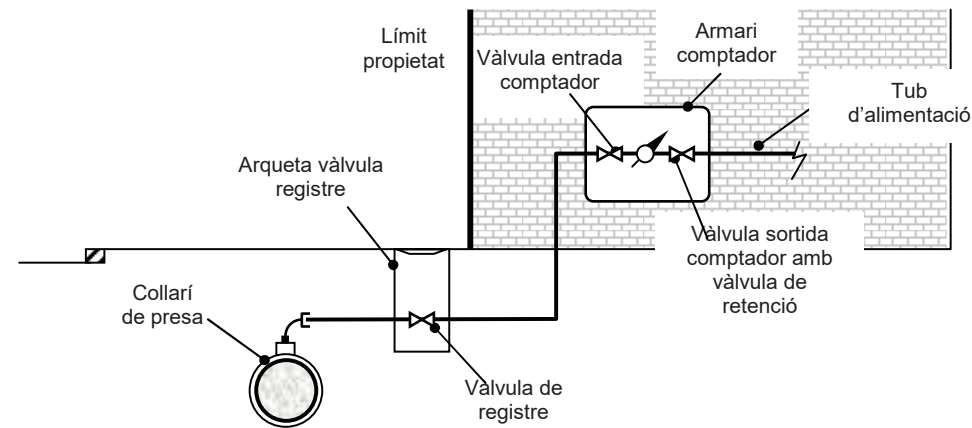 Límit
propietat
Vàlvula entrada
comptador
Armari
comptador
Tub
d’alimentació
Arqueta vàlvula
registre
Vàlvula sortida
comptador amb
vàlvula de
retenció
Collarí
de presa
Vàlvula de
registre